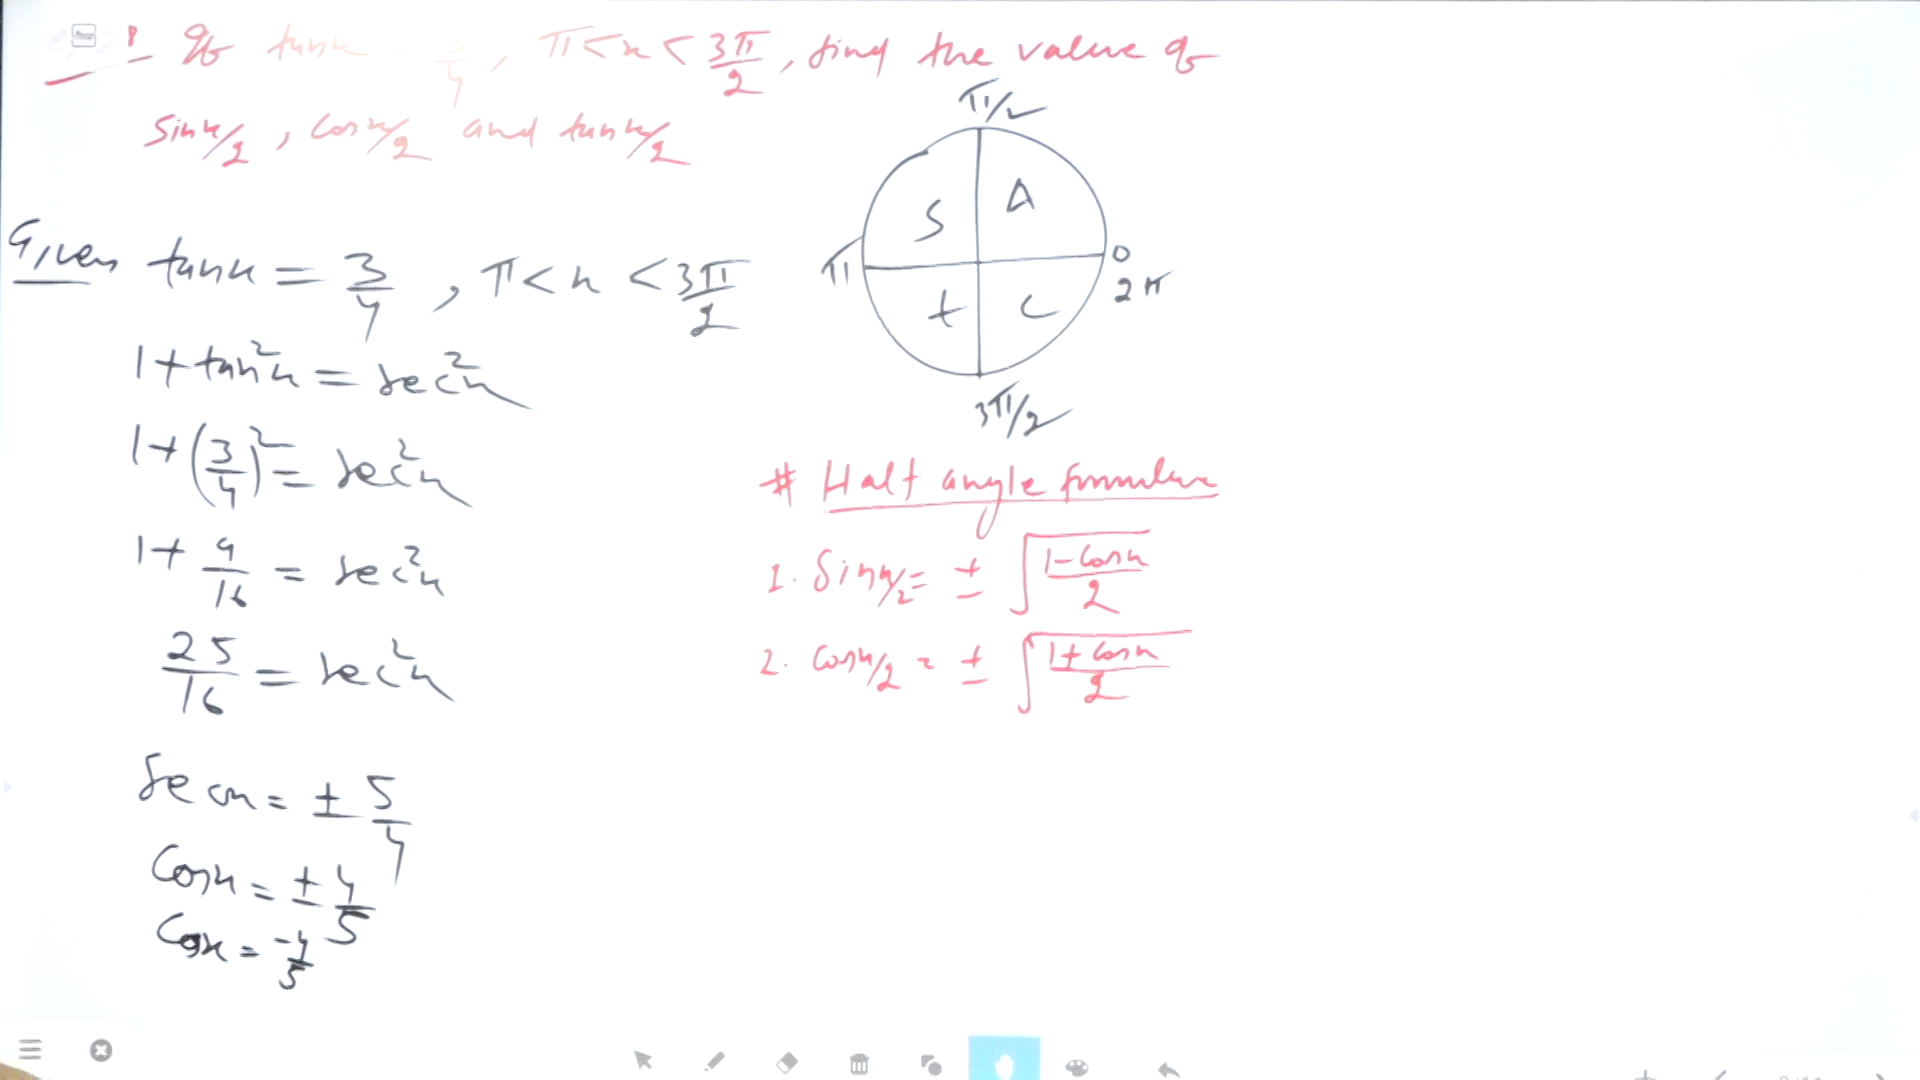 If tanx 4, π<x<3π/2, find the value of
sinx/2, cosx/2 and tanx/2
π/2
S A
π 0
2π
t C
3π/2
Given tanx = 3/4, π<x<3π/2
1+tan²x = sec²x
1+(3/4)² = sec²x
1+9/16 = sec²x
25/16 = sec²x
Secx = ± 5/4
Cosx = ± 4/5
Cosx = -4/5
# Half angle formulae
1. Sinx/2 = ± √(1-Cosx/2)
2. Cosx/2 = ± √(1+Cosx/2)